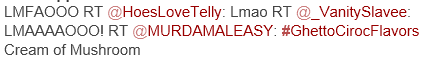 LMFAOOO RT @HoesLoveTelly: Lmao RT @_VanitySlavee:
LMAAAAOOO! RT @MURDAMALEASY: #GhettoCirocFlavors
Cream of Mushroom